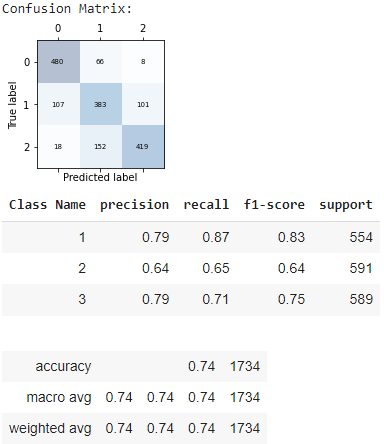 Confusion Matrix:
0 1 2
0 480 66 8
1 107 383 101
2 18 152 419
True label
Predicted label
Class Name precision recall f1-score support
1 0.79 0.87 0.83 554
2 0.64 0.65 0.64 591
3 0.79 0.71 0.75 589
accuracy 0.74 1734
macro avg 0.74 0.74 0.74 1734
weighted avg 0.74 0.74 0.74 1734